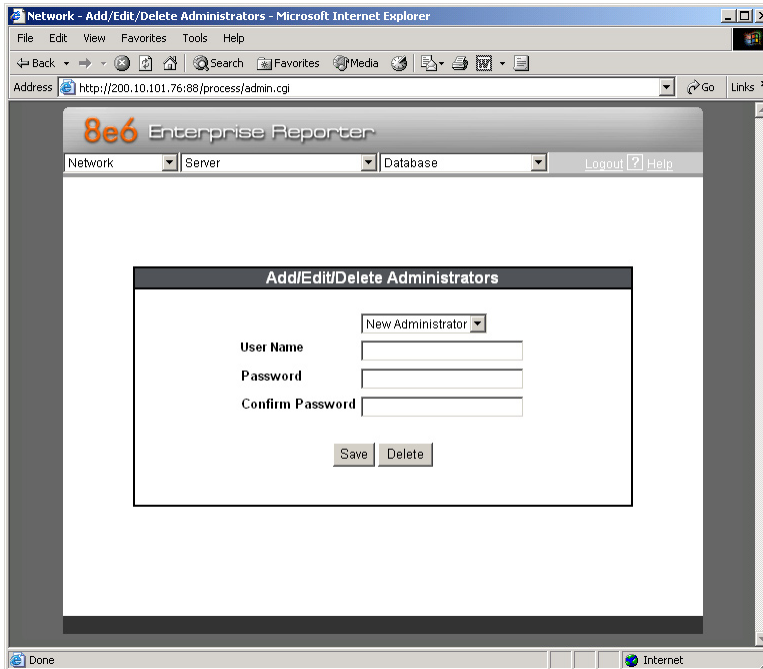 Network - Add/Edit/Delete Administrators - Microsoft Internet Explorer
File Edit View Favorites Tools Help
Back Search Favorites Media
Address http://200.10.101.76:88/process/admin.cgi Go Links
8e6 Enterprise Reporter
Network Server Database Logout ? Help
Add/Edit/Delete Administrators
New Administrator
User Name
Password
Confirm Password
Save Delete
Done Internet